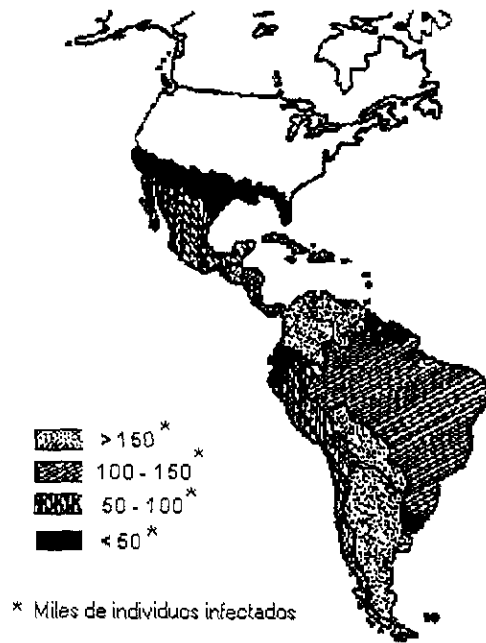 > 150*
100 - 150*
50 - 100*
< 50*
* Miles de individuos infectados